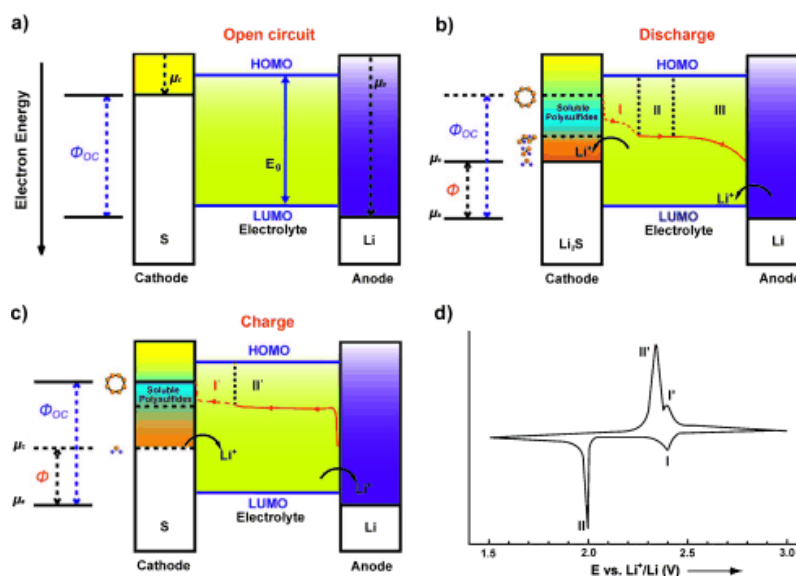 a)
Open circuit
Electron Energy
ΦOC
μc
HOMO
Eg
LUMO
Electrolyte
μa
S
Li
Cathode
Anode
b)
Discharge
HOMO
ΦOC
Soluble
Polysulfides
I
II
III
Li⁺
Li⁺
μc
Φ
μa
LUMO
Electrolyte
Li₂S
Li
Cathode
Anode
c)
Charge
HOMO
ΦOC
Soluble
Polysulfides
I'
II'
μc
Li⁺
Φ
Li⁺
μa
LUMO
Electrolyte
S
Li
Cathode
Anode
d)
II'
I'
I
II
1.5 2.0 2.4 3.0
E vs. Li⁺/Li (V)